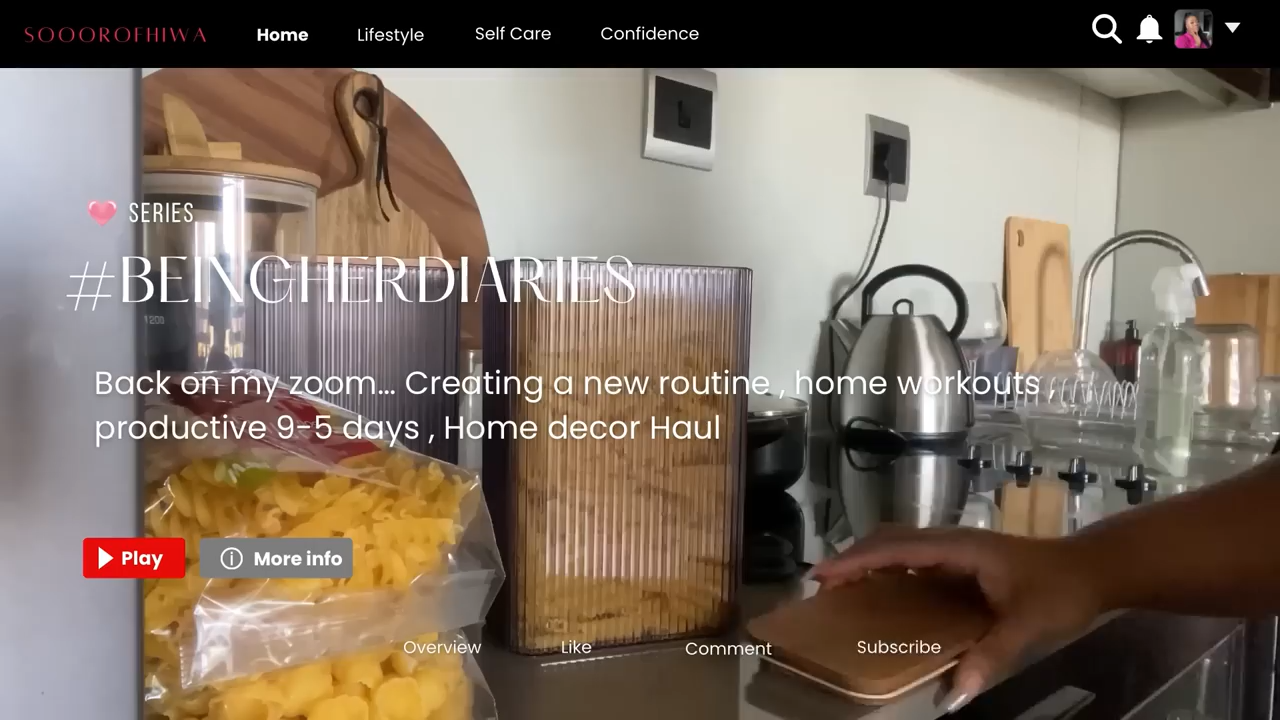 SOOOROFHIWA
Home
Lifestyle
Self Care
Confidence
SERIES
#BEINGHERDIARIES
Back on my zoom... Creating a new routine , home workouts ,
productive 9-5 days , Home decor Haul
Play
More info
Overview
Like
Comment
Subscribe
1200